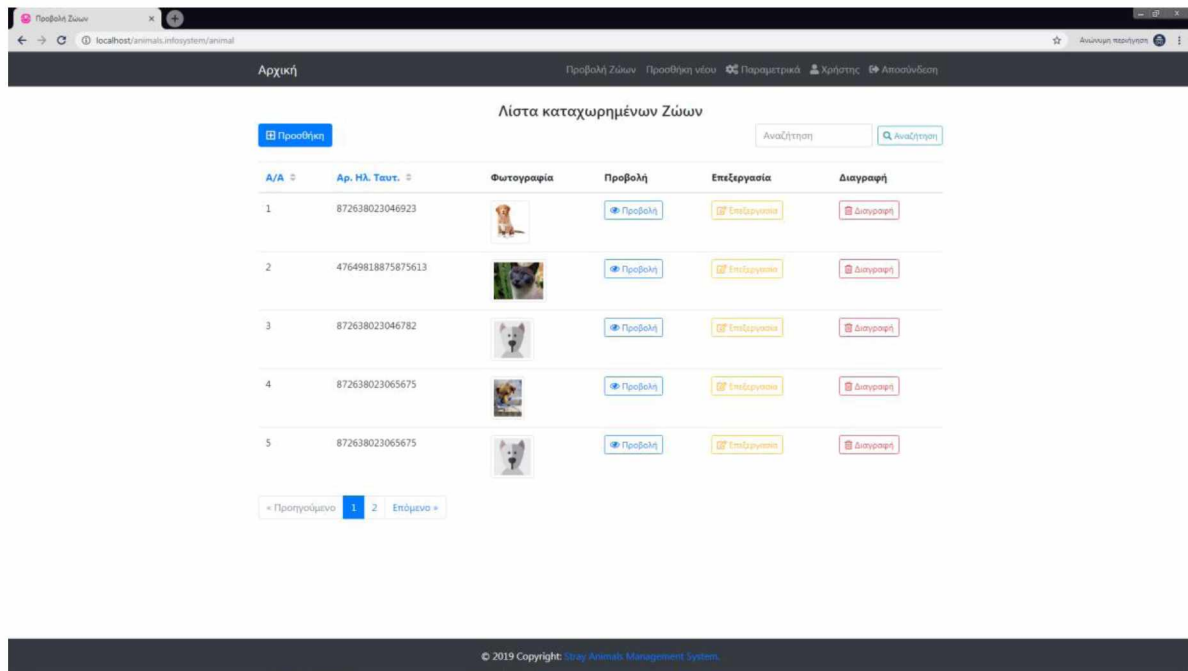 Προβολή Ζώων
localhost/animals.infosystem/animal
Ανώνυμη περιήγηση
Αρχική
Προβολή Ζώων Προσθήκη νέου Παραμετρικά Χρήστης Αποσύνδεση
Λίστα καταχωρημένων Ζώων
Προσθήκη
Αναζήτηση Αναζήτηση
Α/Α Αρ. Ηλ. Ταυτ. Φωτογραφία Προβολή Επεξεργασία Διαγραφή
1 872638023046923 Προβολή Επεξεργασία Διαγραφή
2 47649818875875613 Προβολή Επεξεργασία Διαγραφή
3 872638023046782 Προβολή Επεξεργασία Διαγραφή
4 872638023065675 Προβολή Επεξεργασία Διαγραφή
5 872638023065675 Προβολή Επεξεργασία Διαγραφή
« Προηγούμενο 1 2 Επόμενο »
© 2019 Copyright: Stray Animals Management System.